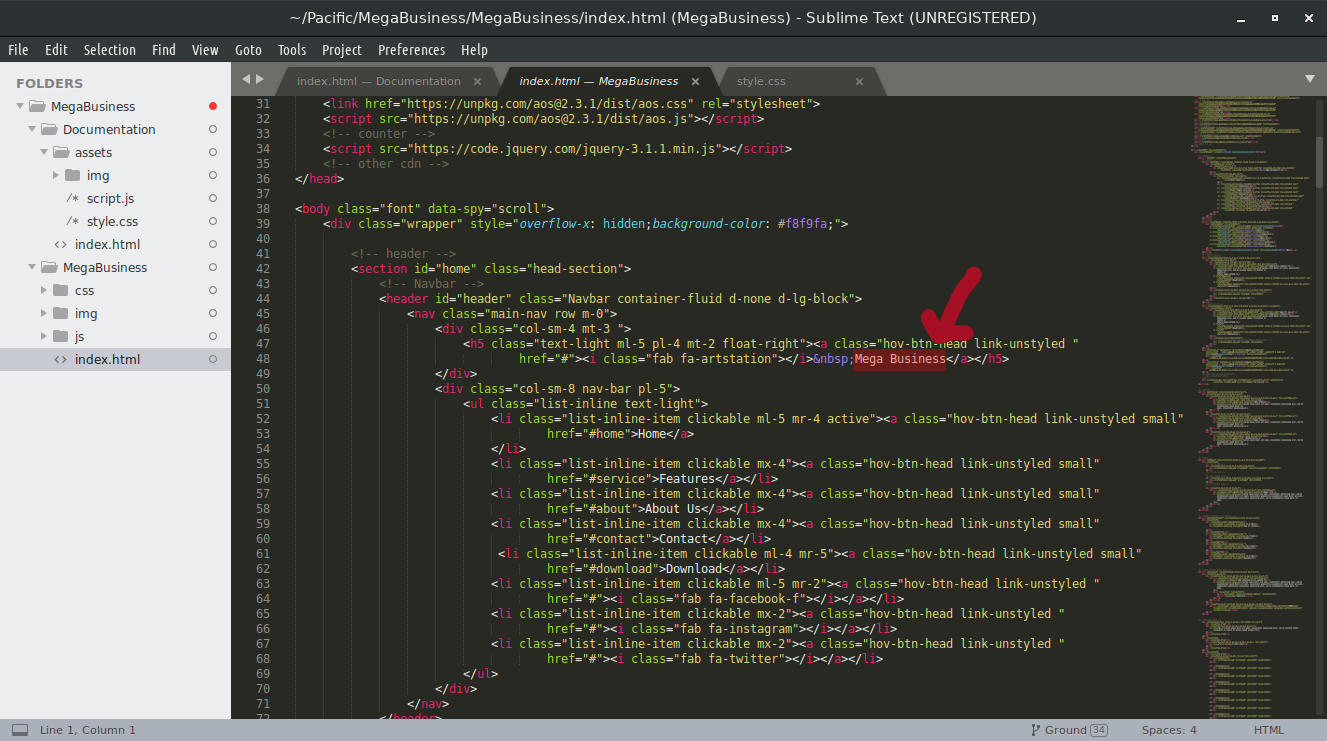 ~/Pacific/MegaBusiness/MegaBusiness/index.html (MegaBusiness) - Sublime Text (UNREGISTERED)
File Edit Selection Find View Goto Tools Project Preferences Help
FOLDERS
MegaBusiness
Documentation
assets
img
/* script.js
/* style.css
<> index.html
MegaBusiness
css
img
js
<> index.html
index.html — Documentation × index.html — MegaBusiness × style.css ×
31 <link href="https://unpkg.com/aos@2.3.1/dist/aos.css" rel="stylesheet">
32 <script src="https://unpkg.com/aos@2.3.1/dist/aos.js"></script>
33 <!-- counter -->
34 <script src="https://code.jquery.com/jquery-3.1.1.min.js"></script>
35 <!-- other cdn -->
36 </head>
37
38 <body class="font" data-spy="scroll">
39 <div class="wrapper" style="overflow-x: hidden;background-color: #f8f9fa;">
40
41 <!-- header -->
42 <section id="home" class="head-section">
43 <!-- Navbar -->
44 <header id="header" class="Navbar container-fluid d-none d-lg-block">
45 <nav class="main-nav row m-0">
46 <div class="col-sm-4 mt-3 ">
47 <h5 class="text-light ml-5 pl-4 mt-2 float-right"><a class="hov-btn-head link-unstyled "
48 href="#"><i class="fab fa-artstation"></i>&nbsp;Mega Business</a></h5>
49 </div>
50 <div class="col-sm-8 nav-bar pl-5">
51 <ul class="list-inline text-light">
52 <li class="list-inline-item clickable ml-5 mr-4 active"><a class="hov-btn-head link-unstyled small"
53 href="#home">Home</a>
54 </li>
55 <li class="list-inline-item clickable mx-4"><a class="hov-btn-head link-unstyled small"
56 href="#service">Features</a></li>
57 <li class="list-inline-item clickable mx-4"><a class="hov-btn-head link-unstyled small"
58 href="#about">About Us</a></li>
59 <li class="list-inline-item clickable mx-4"><a class="hov-btn-head link-unstyled small"
60 href="#contact">Contact</a></li>
61 <li class="list-inline-item clickable ml-4 mr-5"><a class="hov-btn-head link-unstyled small"
62 href="#download">Download</a></li>
63 <li class="list-inline-item clickable ml-5 mr-2"><a class="hov-btn-head link-unstyled "
64 href="#"><i class="fab fa-facebook-f"></i></a></li>
65 <li class="list-inline-item clickable mx-2"><a class="hov-btn-head link-unstyled "
66 href="#"><i class="fab fa-instagram"></i></a></li>
67 <li class="list-inline-item clickable mx-2"><a class="hov-btn-head link-unstyled "
68 href="#"><i class="fab fa-twitter"></i></a></li>
69 </ul>
70 </div>
71 </nav>
72 </header>
Line 1, Column 1 Ground 34 Spaces: 4 HTML